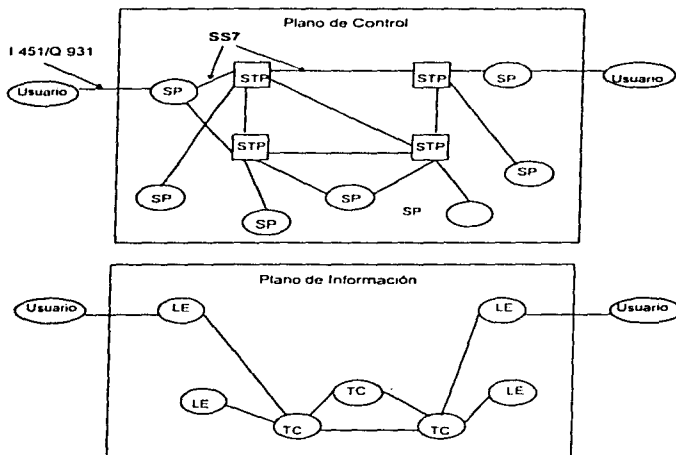 Plano de Control
I 451/Q 931
SS7
Usuario
SP
STP
STP
SP
Usuario
STP
STP
SP
SP
SP
SP
SP
Plano de Información
Usuario
LE
LE
Usuario
LE
TC
LE
TC
TC